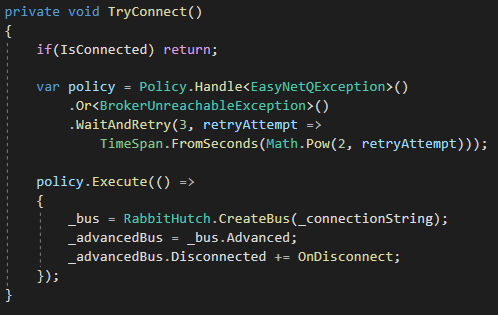 private void TryConnect()
{
    if(IsConnected) return;

    var policy = Policy.Handle<EasyNetQException>()
        .Or<BrokerUnreachableException>()
        .WaitAndRetry(3, retryAttempt =>
            TimeSpan.FromSeconds(Math.Pow(2, retryAttempt)));

    policy.Execute(() =>
    {
        _bus = RabbitHutch.CreateBus(_connectionString);
        _advancedBus = _bus.Advanced;
        _advancedBus.Disconnected += OnDisconnect;
    });
}